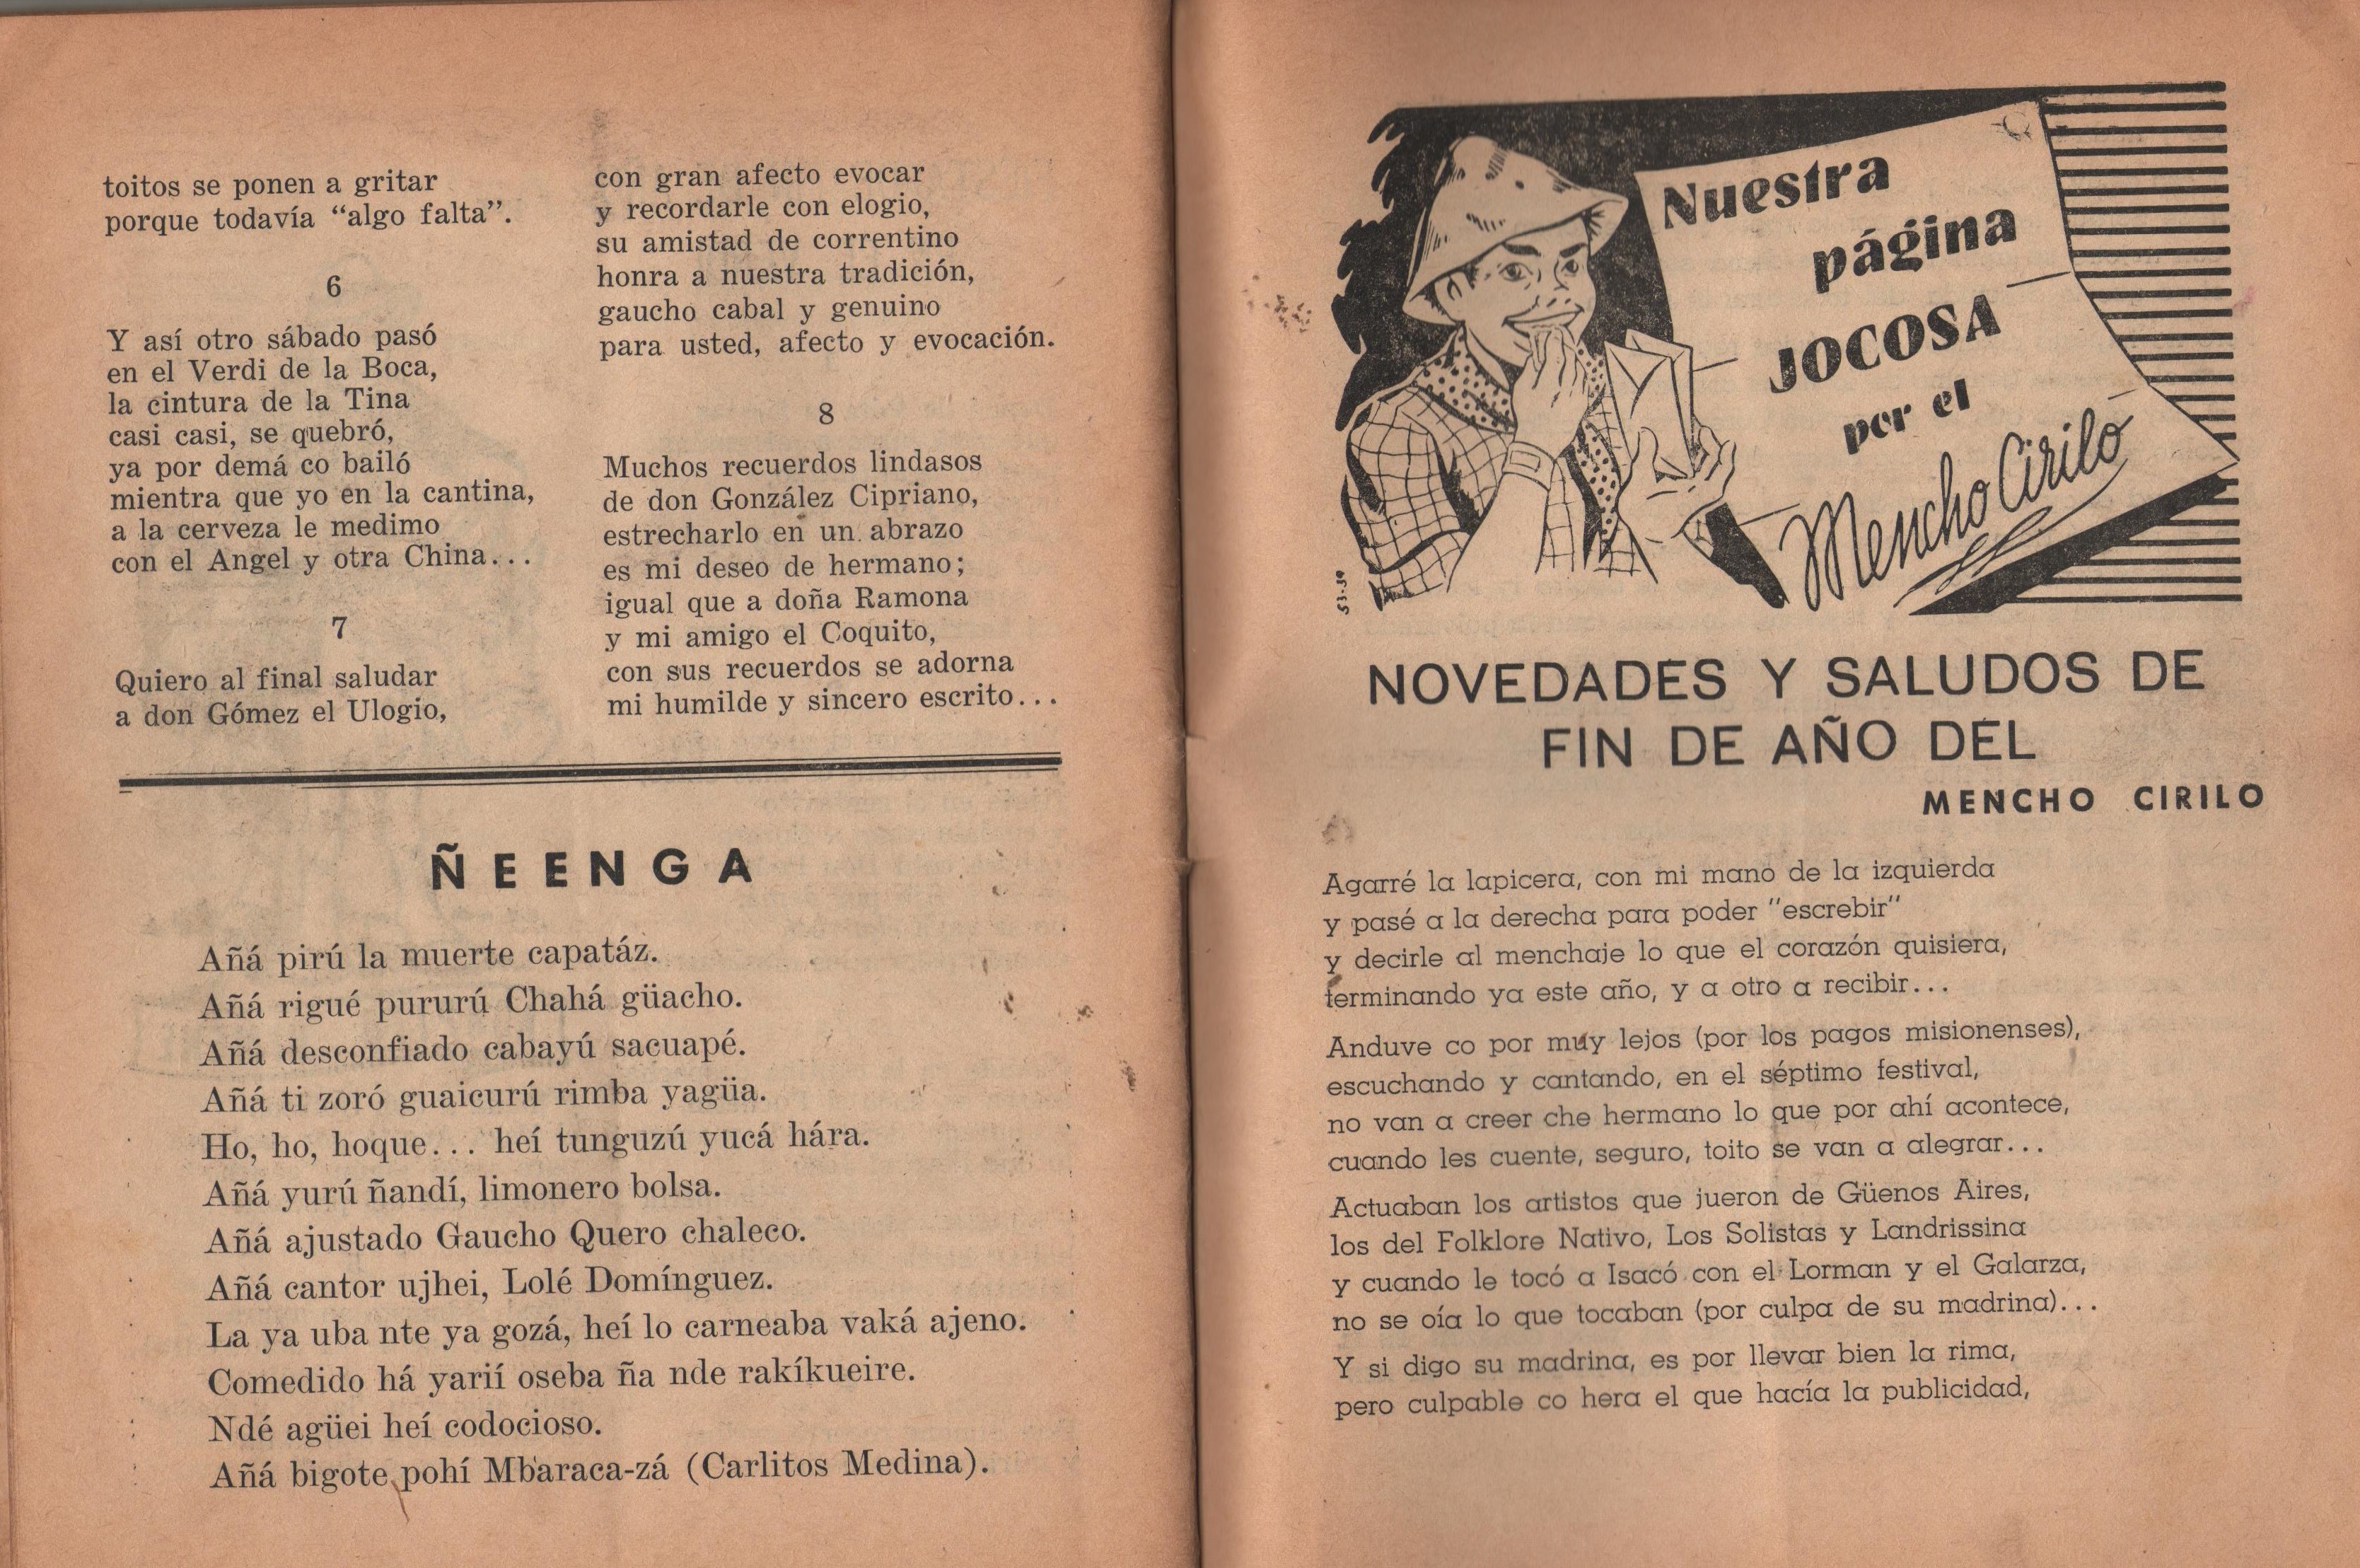 toitos se ponen a gritar
porque todavía “algo falta”.
6
Y así otro sábado pasó
en el Verdi de la Boca,
la cintura de la Tina
casi casi, se quebró,
ya por demá co bailó
mientra que yo en la cantina,
a la cerveza le medimo
con el Angel y otra China...
7
Quiero al final saludar
a don Gómez el Ulogio,
con gran afecto evocar
y recordarle con elogio,
su amistad de correntino
honra a nuestra tradición,
gaucho cabal y genuino
para usted, afecto y evocación.
8
Muchos recuerdos lindasos
de don González Cipriano,
estrecharlo en un abrazo
es mi deseo de hermano;
igual que a doña Ramona
y mi amigo el Coquito,
con sus recuerdos se adorna
mi humilde y sincero escrito...
ÑEENGA
Añá pirú la muerte capatáz.
Añá rigué pururú Chahá güacho.
Añá desconfiado cabayú sacuapé.
Añá ti zoró guaicurú rimba yagüa.
Ho, ho, hoque... heí tunguzú yucá hára.
Añá yurú ñandí, limonero bolsa.
Añá ajustado Gaucho Quero chaleco.
Añá cantor ujhei, Lolé Domínguez.
La ya uba nte ya gozá, heí lo carneaba vaká ajeno.
Comedido há yarií oseba ña nde rakíkueire.
Ndé agüei heí codocioso.
Añá bigote pohí Mbaraca-zá (Carlitos Medina).
Nuestra
página
JOCOSA
por el
Mencho Cirilo
NOVEDADES Y SALUDOS DE
FIN DE AÑO DEL
MENCHO CIRILO
Agarré la lapicera, con mi mano de la izquierda
y pasé a la derecha para poder "escrebir"
y decirle al menchaje lo que el corazón quisiera,
terminando ya este año, y a otro a recibir...
Anduve co por muy lejos (por los pagos misionenses),
escuchando y cantando, en el séptimo festival,
no van a creer che hermano lo que por ahí acontece,
cuando les cuente, seguro, toito se van a alegrar...
Actuaban los artistos que jueron de Güenos Aires,
los del Folklore Nativo, Los Solistas y Landrissina
y cuando le tocó a Isacó con el Lorman y el Galarza,
no se oía lo que tocaban (por culpa de su madrina)...
Y si digo su madrina, es por llevar bien la rima,
pero culpable co hera el que hacía la publicidad,